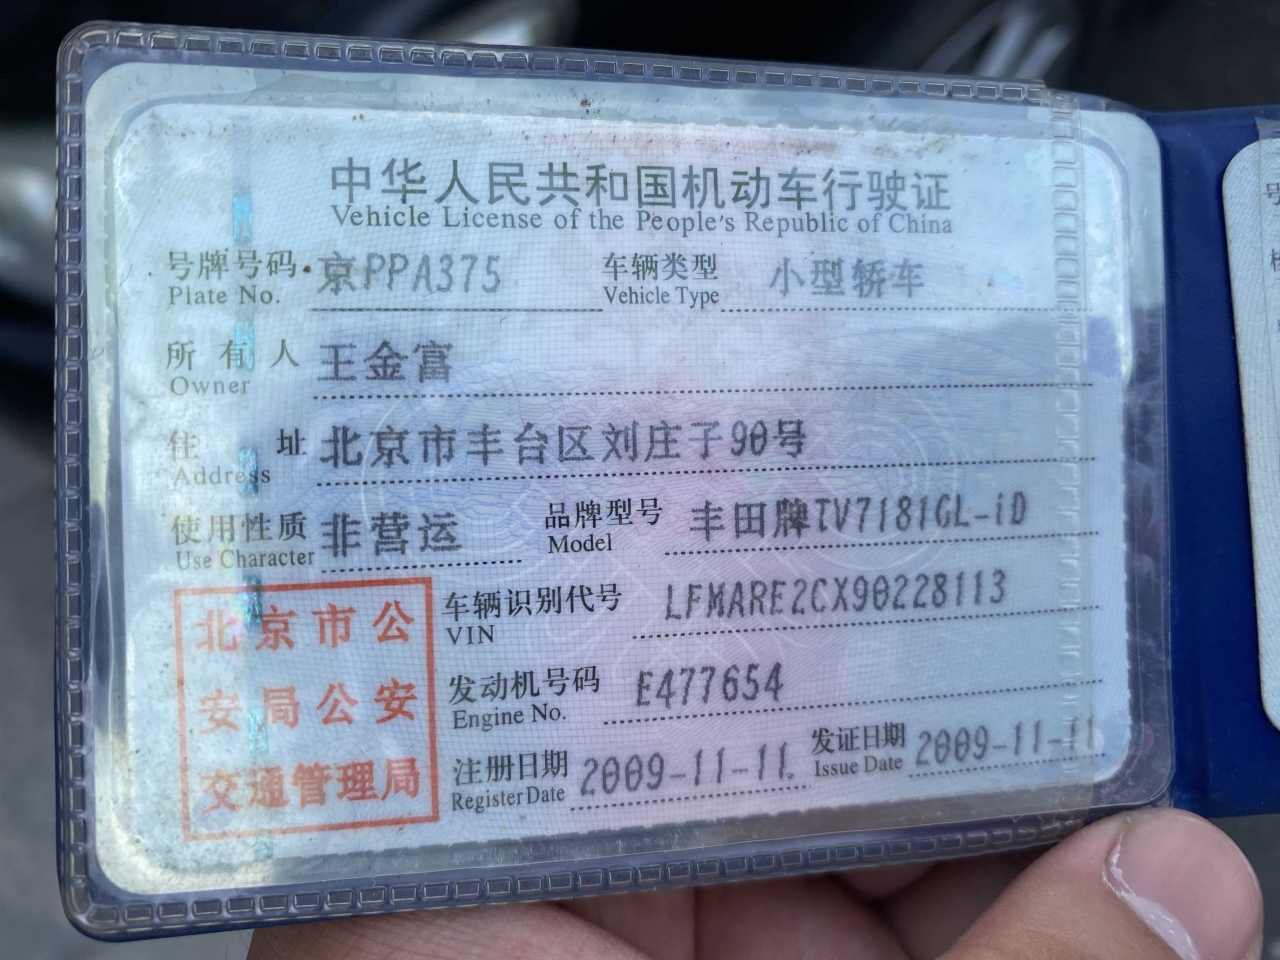 中华人民共和国机动车行驶证
Vehicle License of the People's Republic of China
号牌号码 京PPA375 车辆类型 小型轿车
Plate No. Vehicle Type
所有人 王金富
Owner
住址 北京市丰台区刘庄子90号
Address
使用性质 非营运 品牌型号 丰田牌TV7181GL-iD
Use Character Model
车辆识别代号 LFMARE2CX90228113
VIN
发动机号码 E477654
Engine No.
注册日期 2009-11-11 发证日期 2009-11-11
Register Date Issue Date
北京市公
安局公安
交通管理局
号